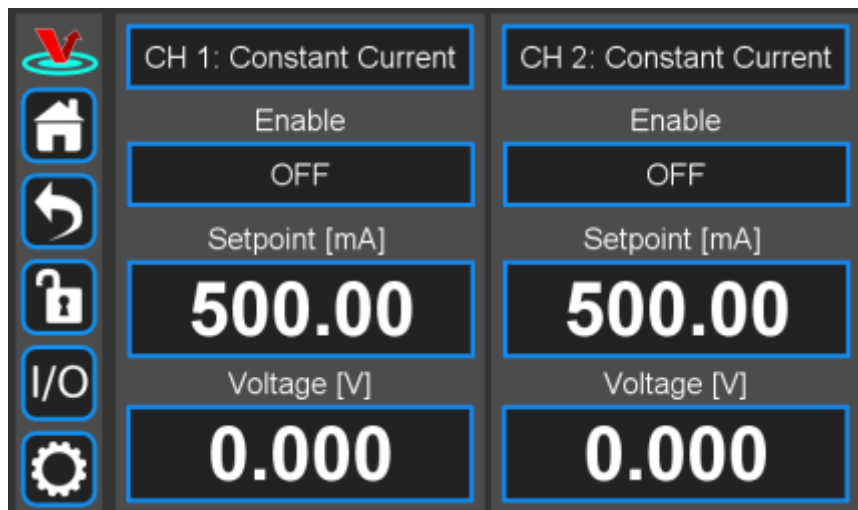 CH 1: Constant Current
Enable
OFF
Setpoint [mA]
500.00
Voltage [V]
0.000
CH 2: Constant Current
Enable
OFF
Setpoint [mA]
500.00
Voltage [V]
0.000
I/O